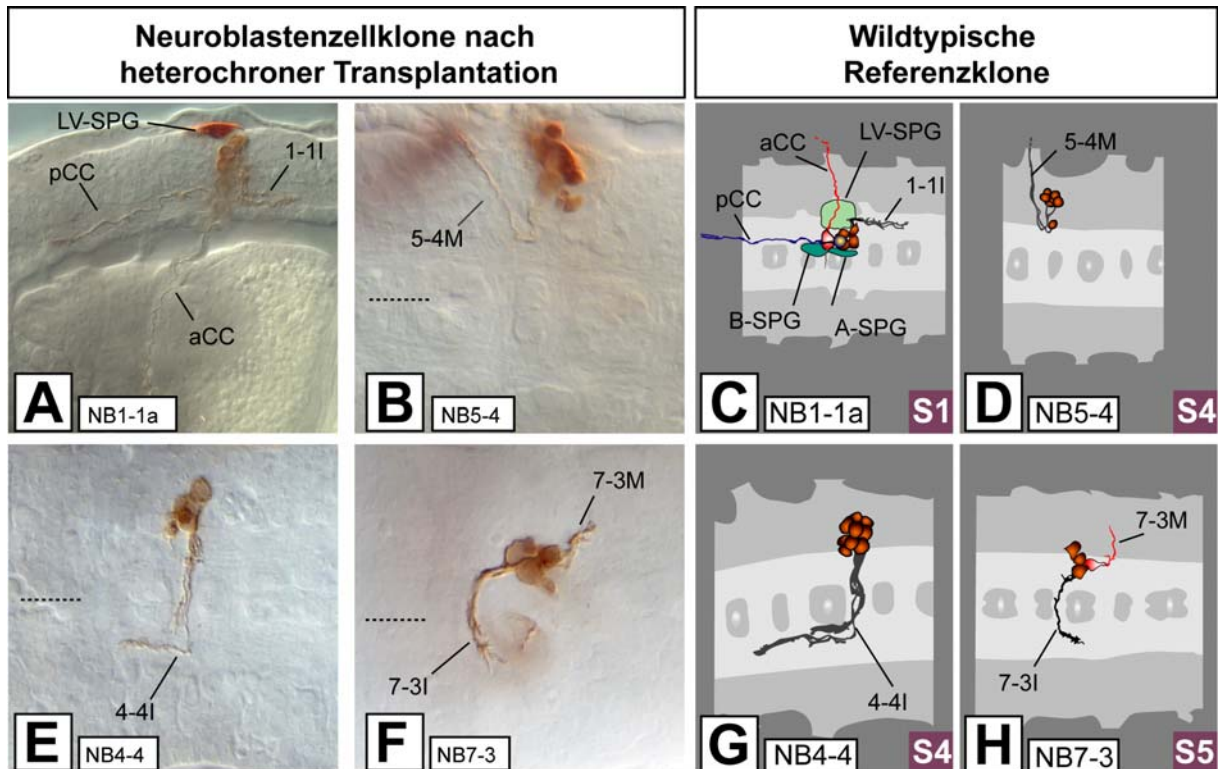 Neuroblastenzellklone nach
heterochroner Transplantation
Wildtypische
Referenzklone
LV-SPG
pCC
1-1I
aCC
A
NB1-1a
5-4M
B
NB5-4
LV-SPG
aCC
1-1I
pCC
B-SPG
A-SPG
C
NB1-1a
S1
5-4M
D
NB5-4
S4
4-4I
E
NB4-4
7-3M
7-3I
F
NB7-3
4-4I
G
NB4-4
S4
7-3M
7-3I
H
NB7-3
S5